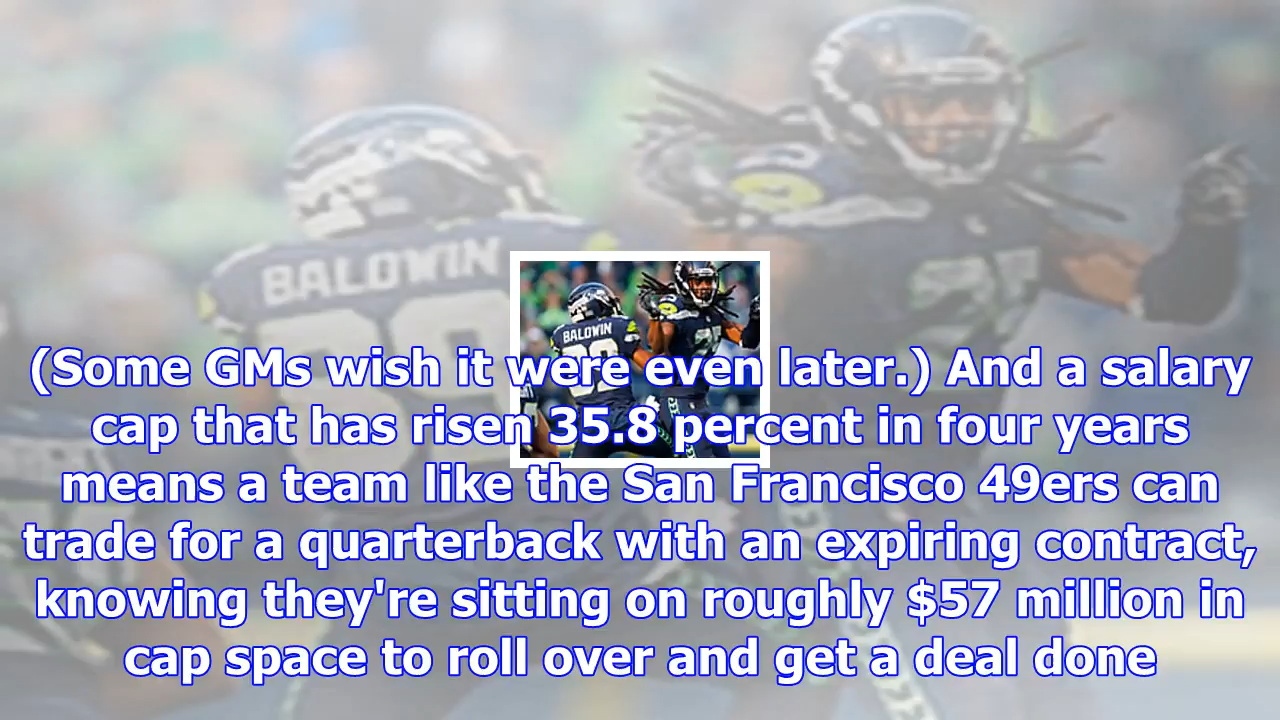 BALDWIN
89
BALDWIN
(Some GMs wish it were even later.) And a salary
cap that has risen 35.8 percent in four years
means a team like the San Francisco 49ers can
trade for a quarterback with an expiring contract,
knowing they're sitting on roughly $57 million in
cap space to roll over and get a deal done